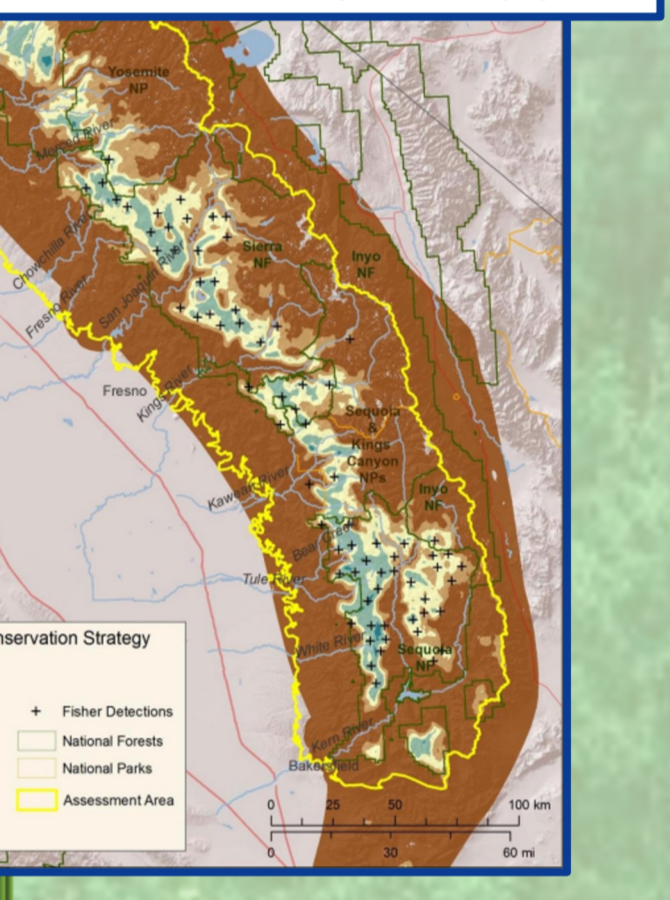 Yosemite
NP
Merced River
Chowchilla River
Fresno River
San Joaquin River
Sierra
NF
Inyo
NF
Fresno
Kings River
Sequoia
&
Kings
Canyon
NPs
Kaweah River
Inyo
NF
Bear Creek
Tule River
White River
Sequoia
NF
Kern River
Bakersfield
nservation Strategy
+ Fisher Detections
National Forests
National Parks
Assessment Area
0 25 50 100 km
0 30 60 mi